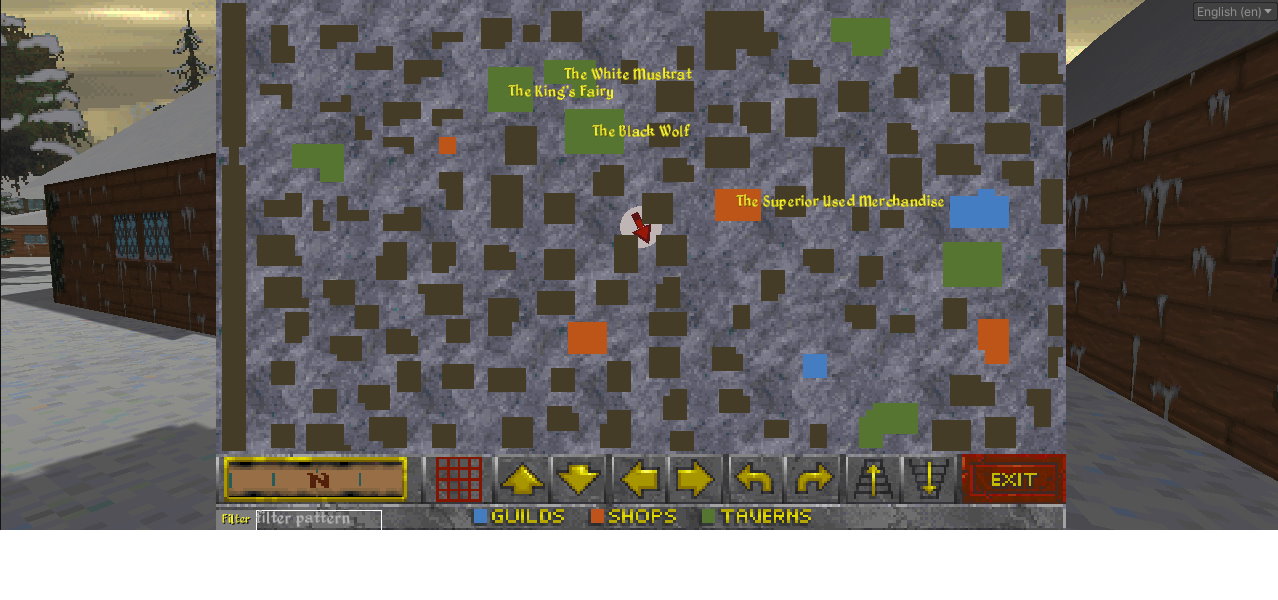 English (en)
The White Muskrat
The King's Fairy
The Black Wolf
The Superior Used Merchandise
N
EXIT
Filter filter pattern GUILDS SHOPS TAVERNS